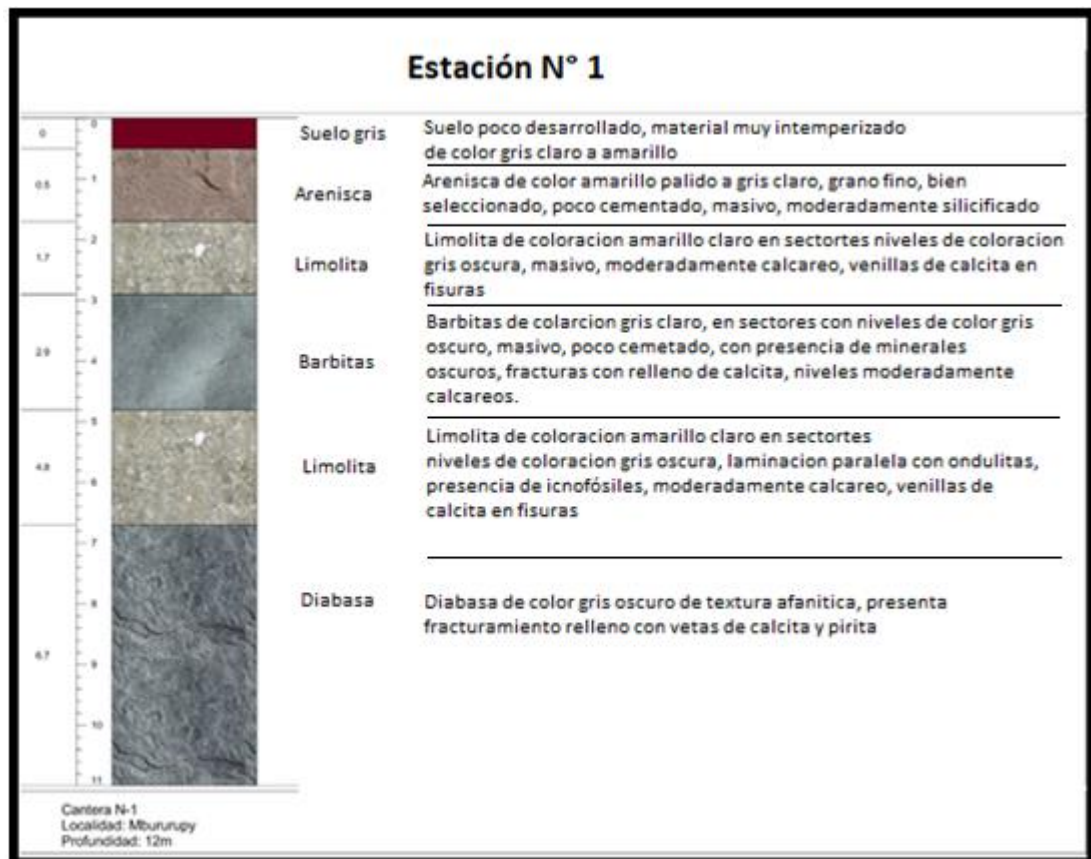 Estación N° 1
0
0.5
1.7
2.9
4.8
6.7
0
1
2
3
4
5
6
7
8
9
10
11
Suelo gris
Suelo poco desarrollado, material muy intemperizado
de color gris claro a amarillo
Arenisca
Arenisca de color amarillo palido a gris claro, grano fino, bien
seleccionado, poco cementado, masivo, moderadamente silicificado
Limolita
Limolita de coloracion amarillo claro en sectortes niveles de coloracion
gris oscura, masivo, moderadamente calcareo, venillas de calcita en
fisuras
Barbitas
Barbitas de colarcion gris claro, en sectores con niveles de color gris
oscuro, masivo, poco cemetado, con presencia de minerales
oscuros, fracturas con relleno de calcita, niveles moderadamente
calcareos.
Limolita
Limolita de coloracion amarillo claro en sectortes
niveles de coloracion gris oscura, laminacion paralela con ondulitas,
presencia de icnofósiles, moderadamente calcareo, venillas de
calcita en fisuras
Diabasa
Diabasa de color gris oscuro de textura afanitica, presenta
fracturamiento relleno con vetas de calcita y pirita
Cantera N-1
Localidad: Mbururupy
Profundidad: 12m